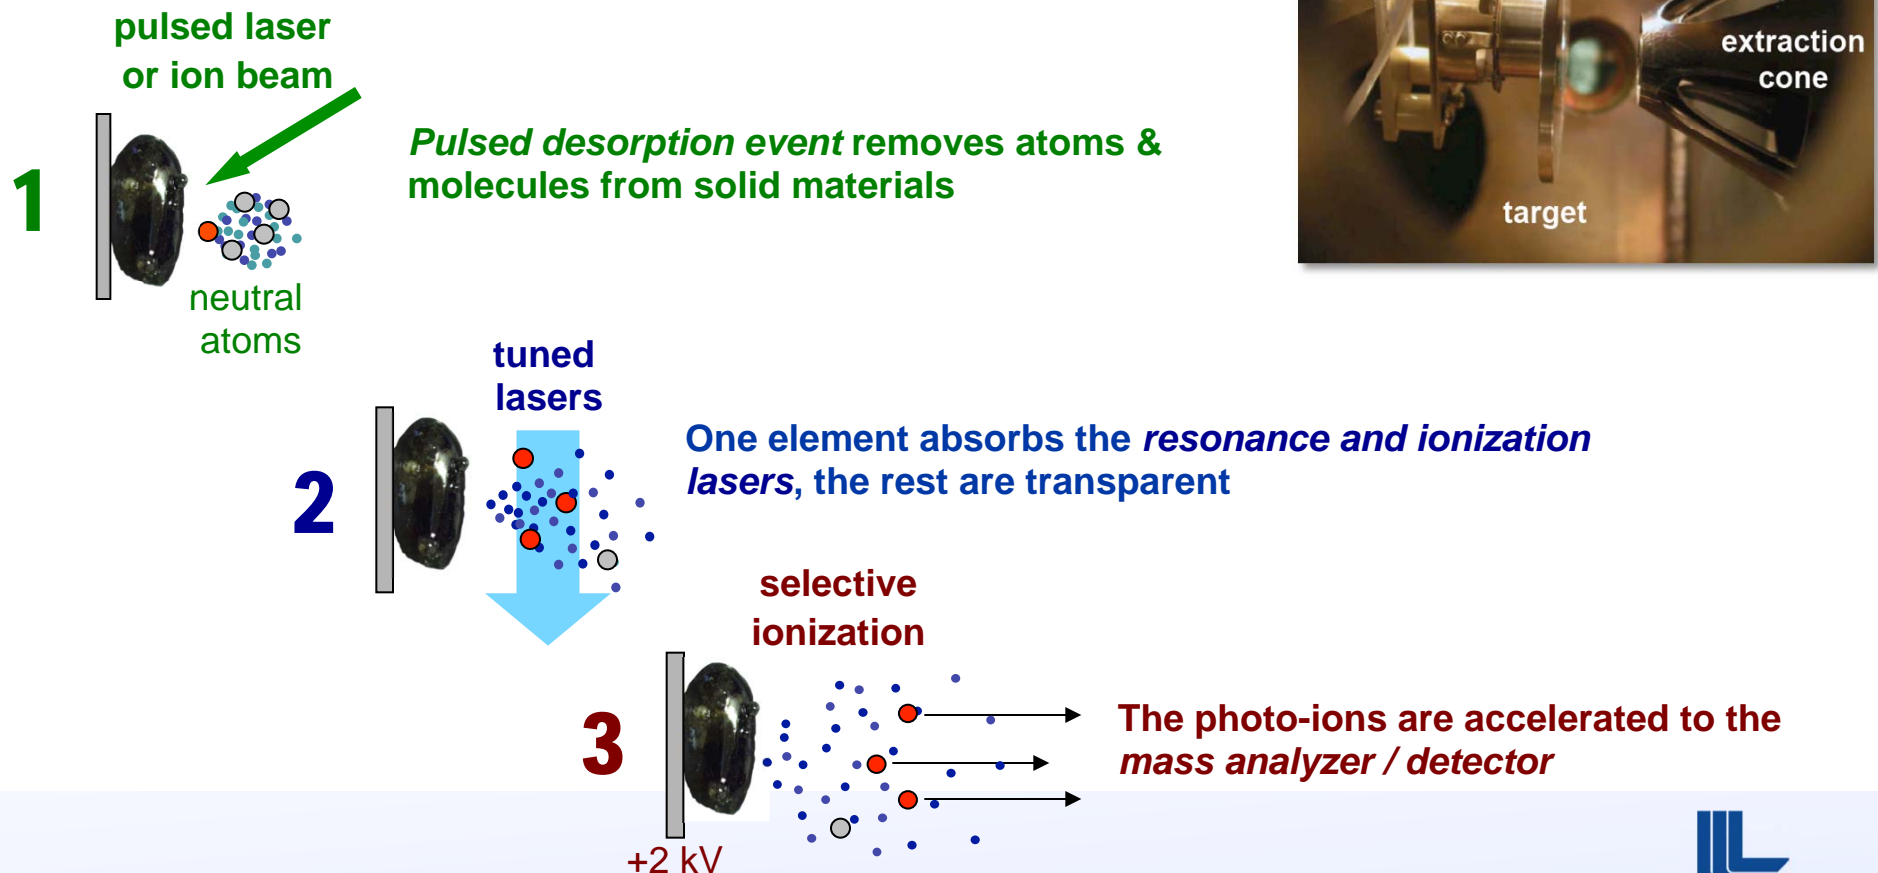 pulsed laser
or ion beam
extraction
cone
1
Pulsed desorption event removes atoms &
molecules from solid materials
target
neutral
atoms
tuned
lasers
2
One element absorbs the resonance and ionization
lasers, the rest are transparent
selective
ionization
3
The photo-ions are accelerated to the
mass analyzer / detector
+2 kV